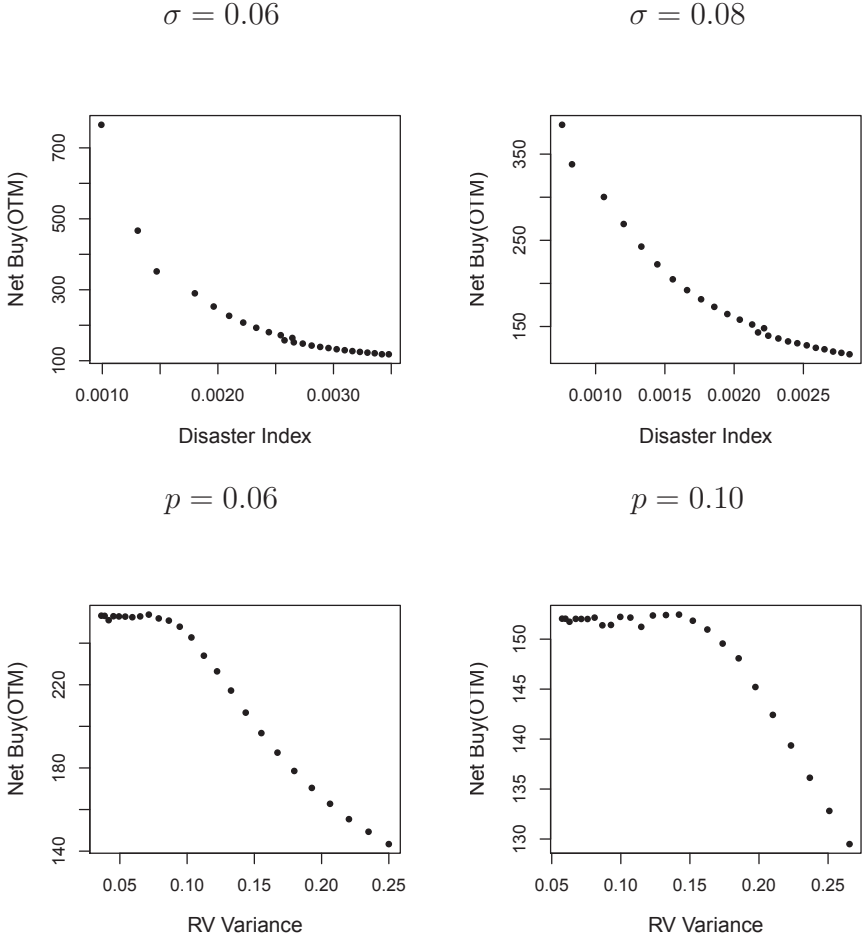 σ = 0.06
Net Buy(OTM)
700
500
300
100
0.0010 0.0020 0.0030
Disaster Index
σ = 0.08
Net Buy(OTM)
350
250
150
0.0010 0.0015 0.0020 0.0025
Disaster Index
p = 0.06
Net Buy(OTM)
220
180
140
0.05 0.10 0.15 0.20 0.25
RV Variance
p = 0.10
Net Buy(OTM)
150
145
140
135
130
0.05 0.10 0.15 0.20 0.25
RV Variance